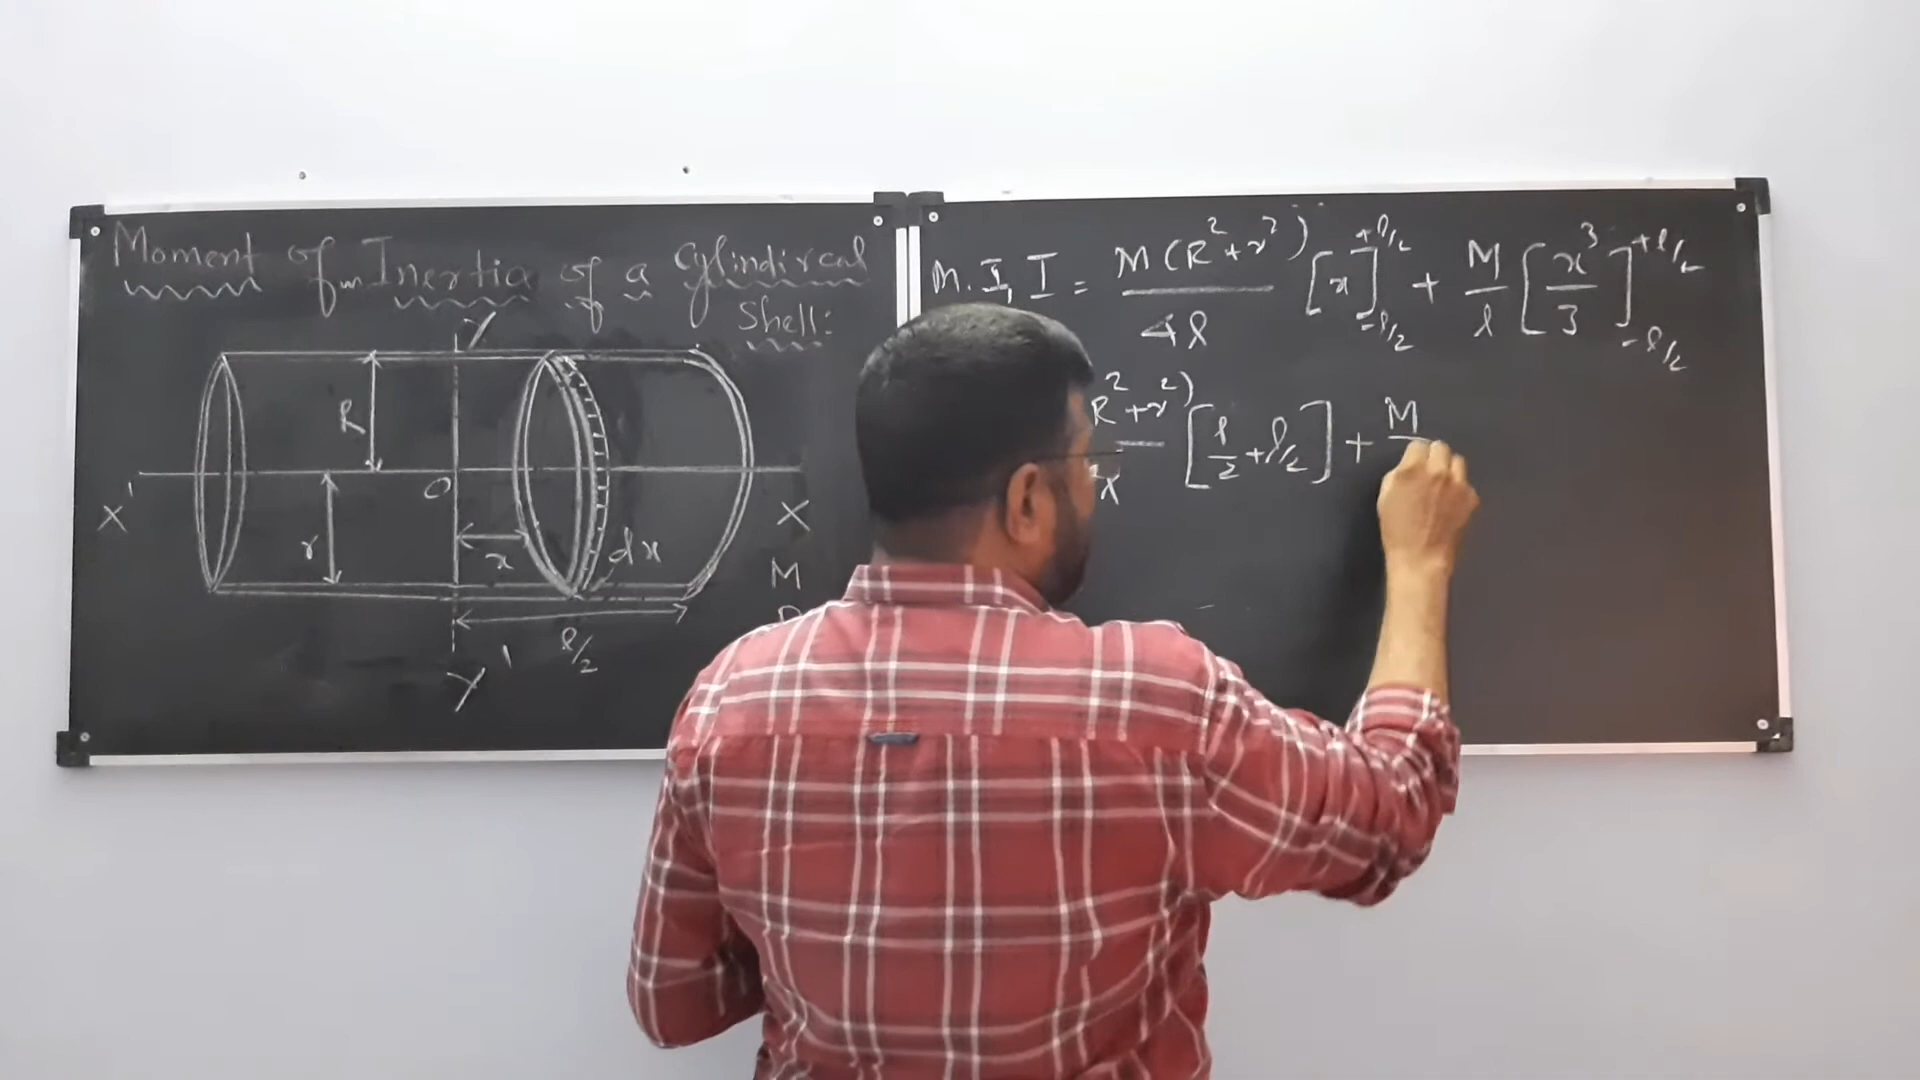 Moment of Inertia of a Cylindircal
Shell:
Y
R
O
X'
X
r
x
dx
M
l/2
Y'
M.I, I = M(R²+r²)/4l [x]_{-l/2}^{+l/2} + M/l [x³/3]_{-l/2}^{+l/2}
R²+r²) [l/2 + l/2] + M